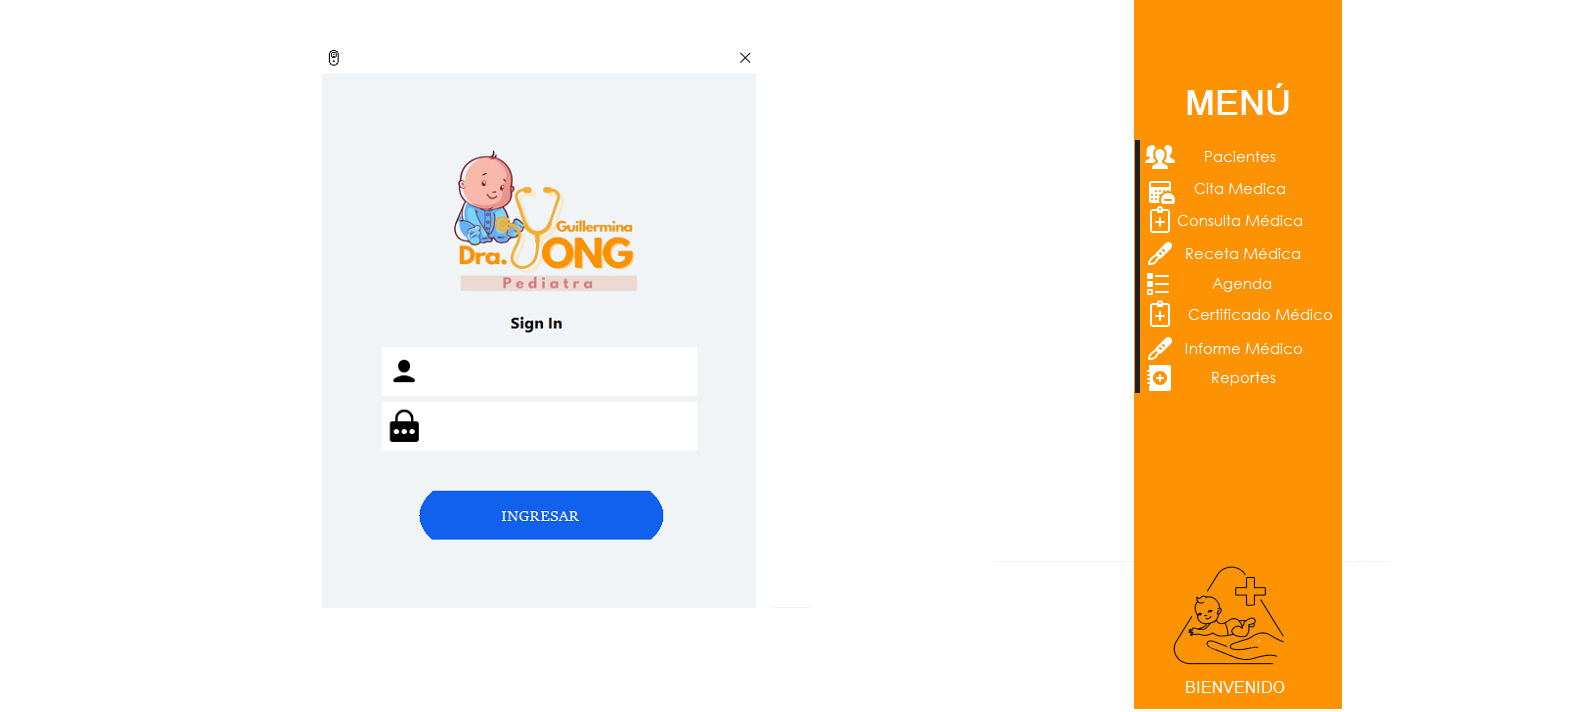 Guillermina
Dra. YONG
Pediatra
Sign In
INGRESAR
MENÚ
Pacientes
Cita Medica
Consulta Médica
Receta Médica
Agenda
Certificado Médico
Informe Médico
Reportes
BIENVENIDO